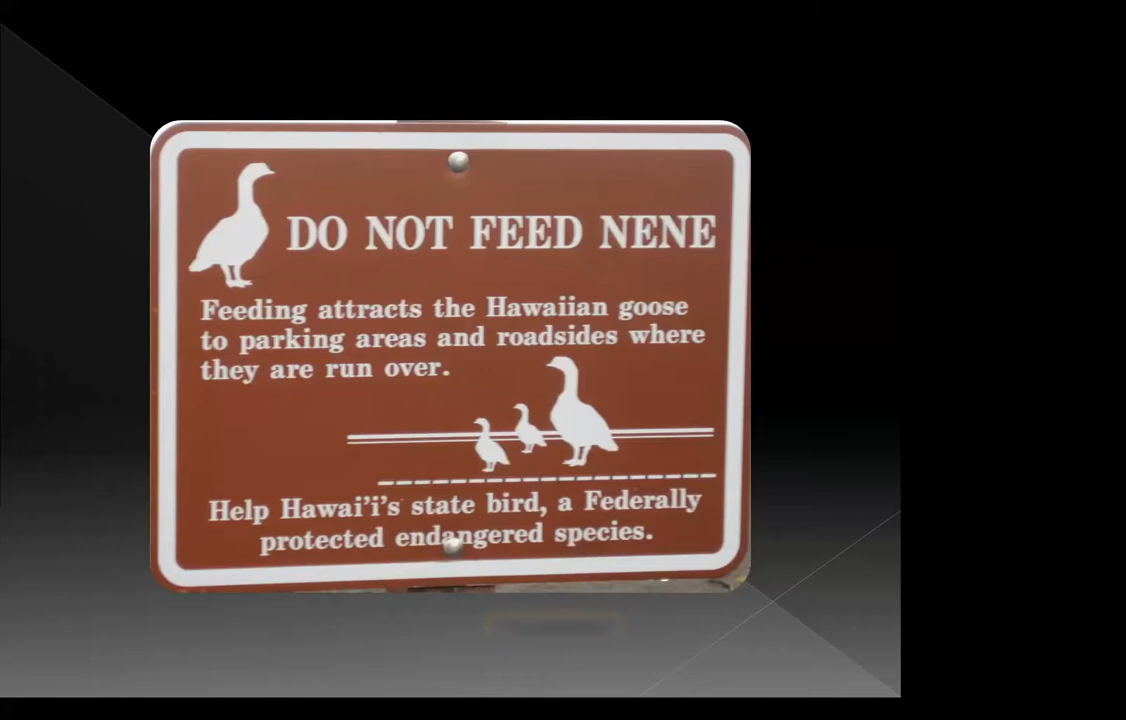 DO NOT FEED NENE
Feeding attracts the Hawaiian goose
to parking areas and roadsides where
they are run over.
Help Hawai'i's state bird, a Federally
protected endangered species.